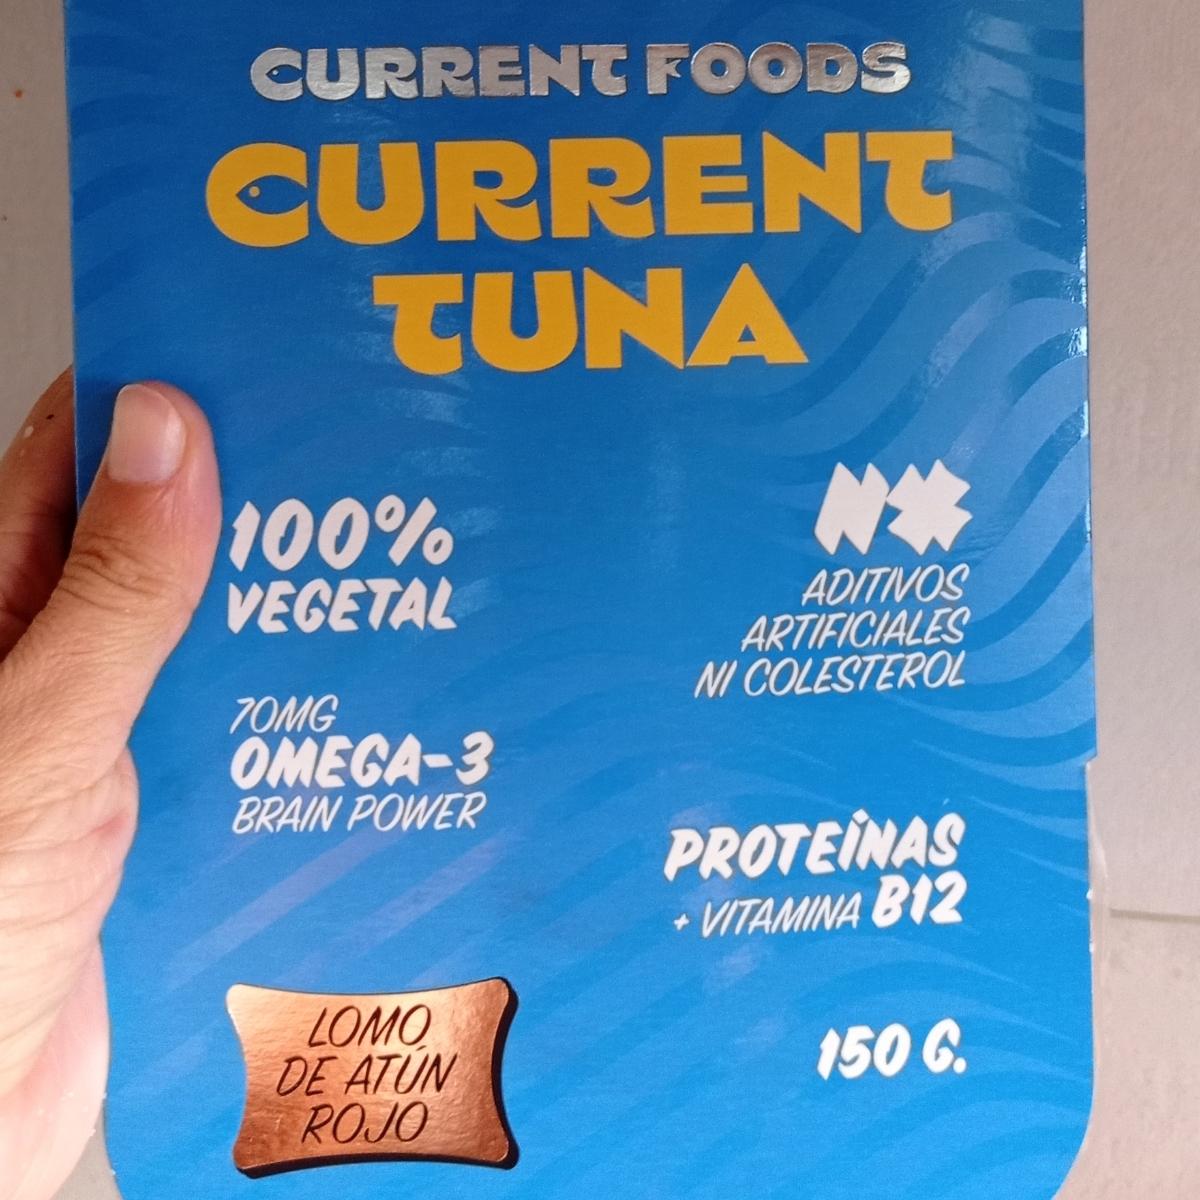 CURRENT FOODS
CURRENT
TUNA
100%
VEGETAL
70MG
OMEGA-3
BRAIN POWER
LOMO
DE ATÚN
ROJO
NX
ADITIVOS
ARTIFICIALES
NI COLESTEROL
PROTEÍNAS
+ VITAMINA B12
150 G.